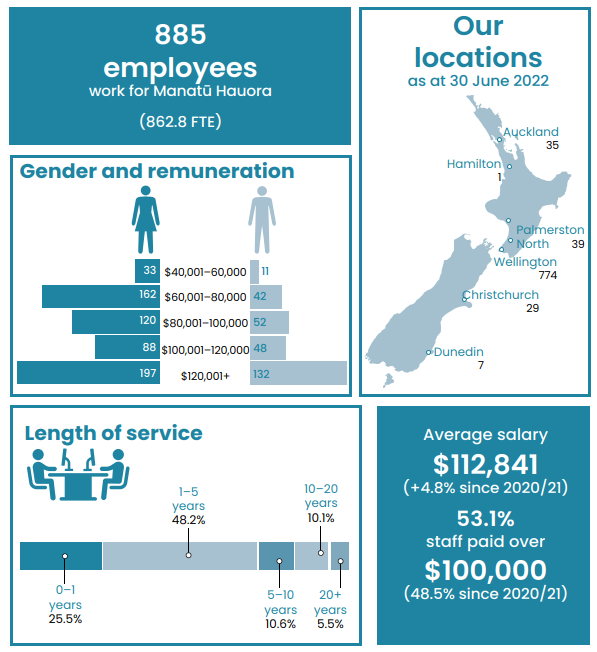 885
employees
work for Manatū Hauora
(862.8 FTE)
Gender and remuneration
33 $40,001–60,000 11
162 $60,001–80,000 42
120 $80,001–100,000 52
88 $100,001–120,000 48
197 $120,001+ 132
Our
locations
as at 30 June 2022
Auckland
35
Hamilton
1
Palmerston
North 39
Wellington
774
Christchurch
29
Dunedin
7
Length of service
1–5
years
48.2%
10–20
years
10.1%
0–1
years
25.5%
5–10
years
10.6%
20+
years
5.5%
Average salary
$112,841
(+4.8% since 2020/21)
53.1%
staff paid over
$100,000
(48.5% since 2020/21)